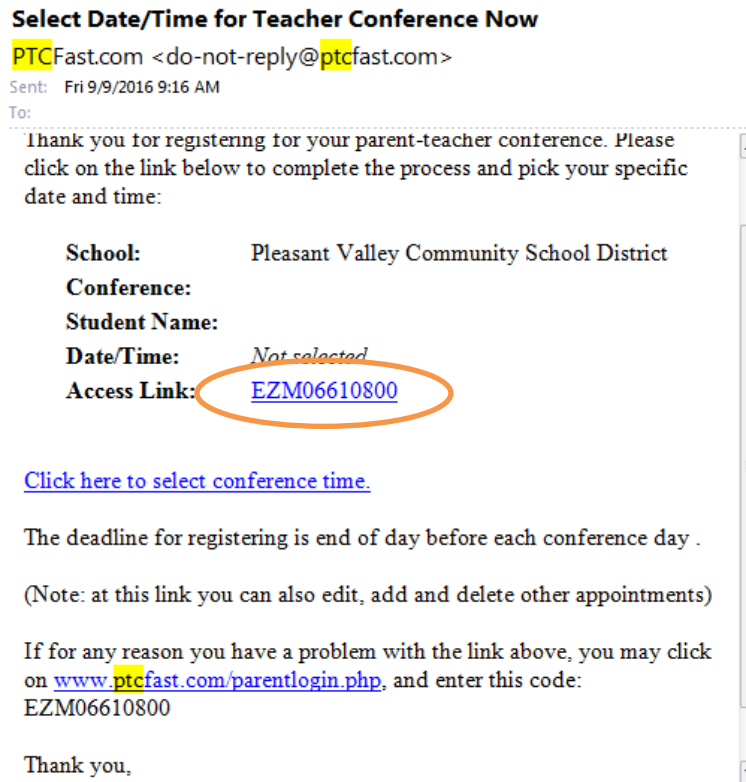 Select Date/Time for Teacher Conference Now
PTCFast.com <do-not-reply@ptcfast.com>
Sent: Fri 9/9/2016 9:16 AM
To:
Thank you for registering for your parent-teacher conference. Please
click on the link below to complete the process and pick your specific
date and time:
School: Pleasant Valley Community School District
Conference:
Student Name:
Date/Time: Not selected
Access Link: EZM06610800
Click here to select conference time.
The deadline for registering is end of day before each conference day .
(Note: at this link you can also edit, add and delete other appointments)
If for any reason you have a problem with the link above, you may click
on www.ptcfast.com/parentlogin.php, and enter this code:
EZM06610800
Thank you,